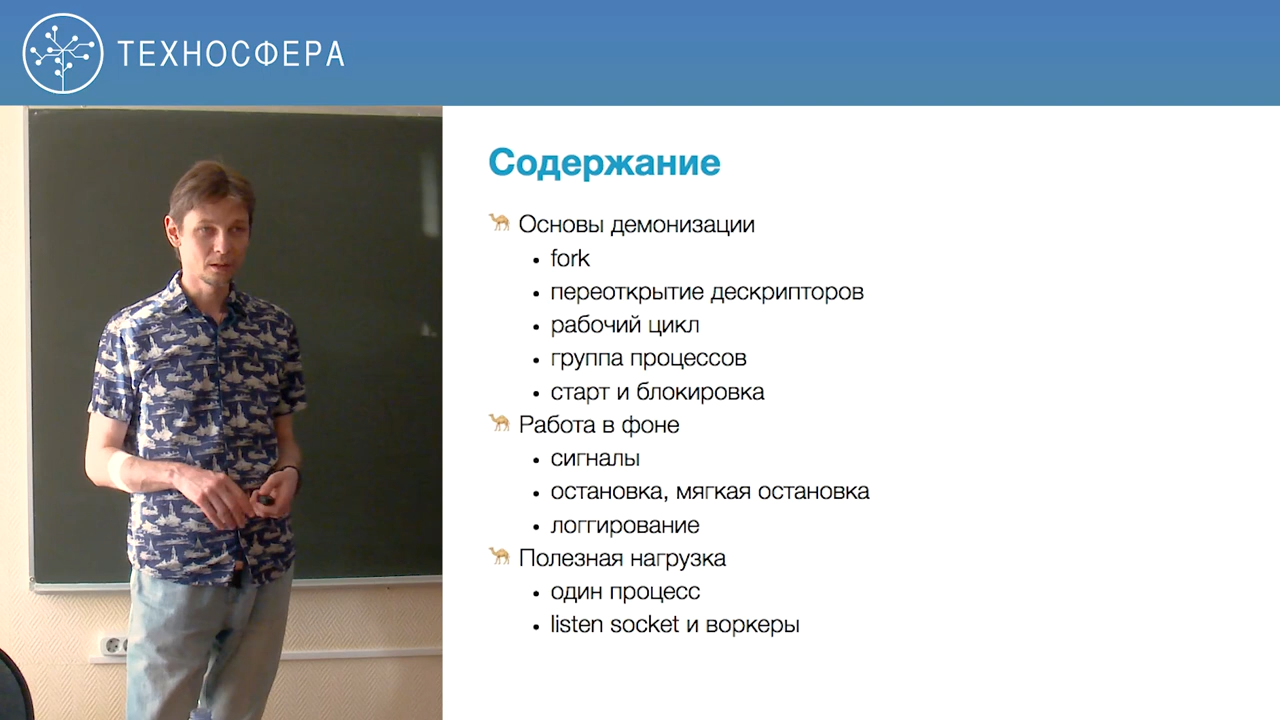 ТЕХНОСФЕРА
Содержание
Основы демонизации
fork
переоткрытие дескрипторов
рабочий цикл
группа процессов
старт и блокировка
Работа в фоне
сигналы
остановка, мягкая остановка
логгирование
Полезная нагрузка
один процесс
listen socket и воркеры